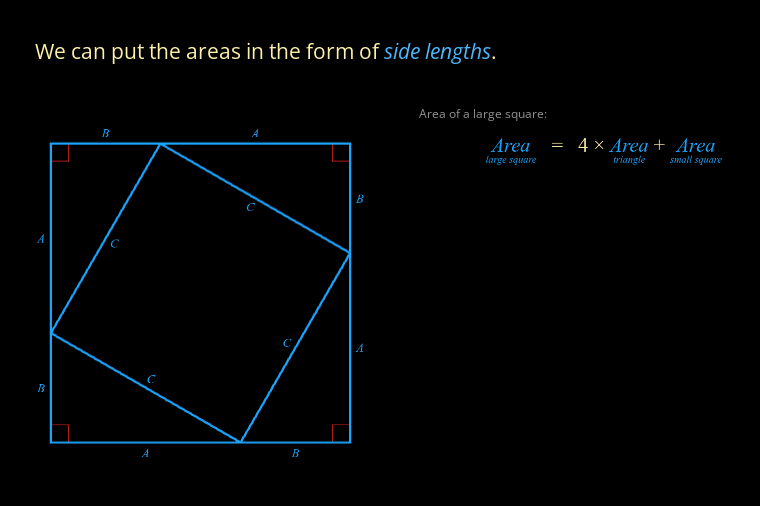 We can put the areas in the form of side lengths.
Area of a large square:
Area = 4 × Area + Area
large square triangle small square
B A
B
C
A C
C
A
C
B
A B